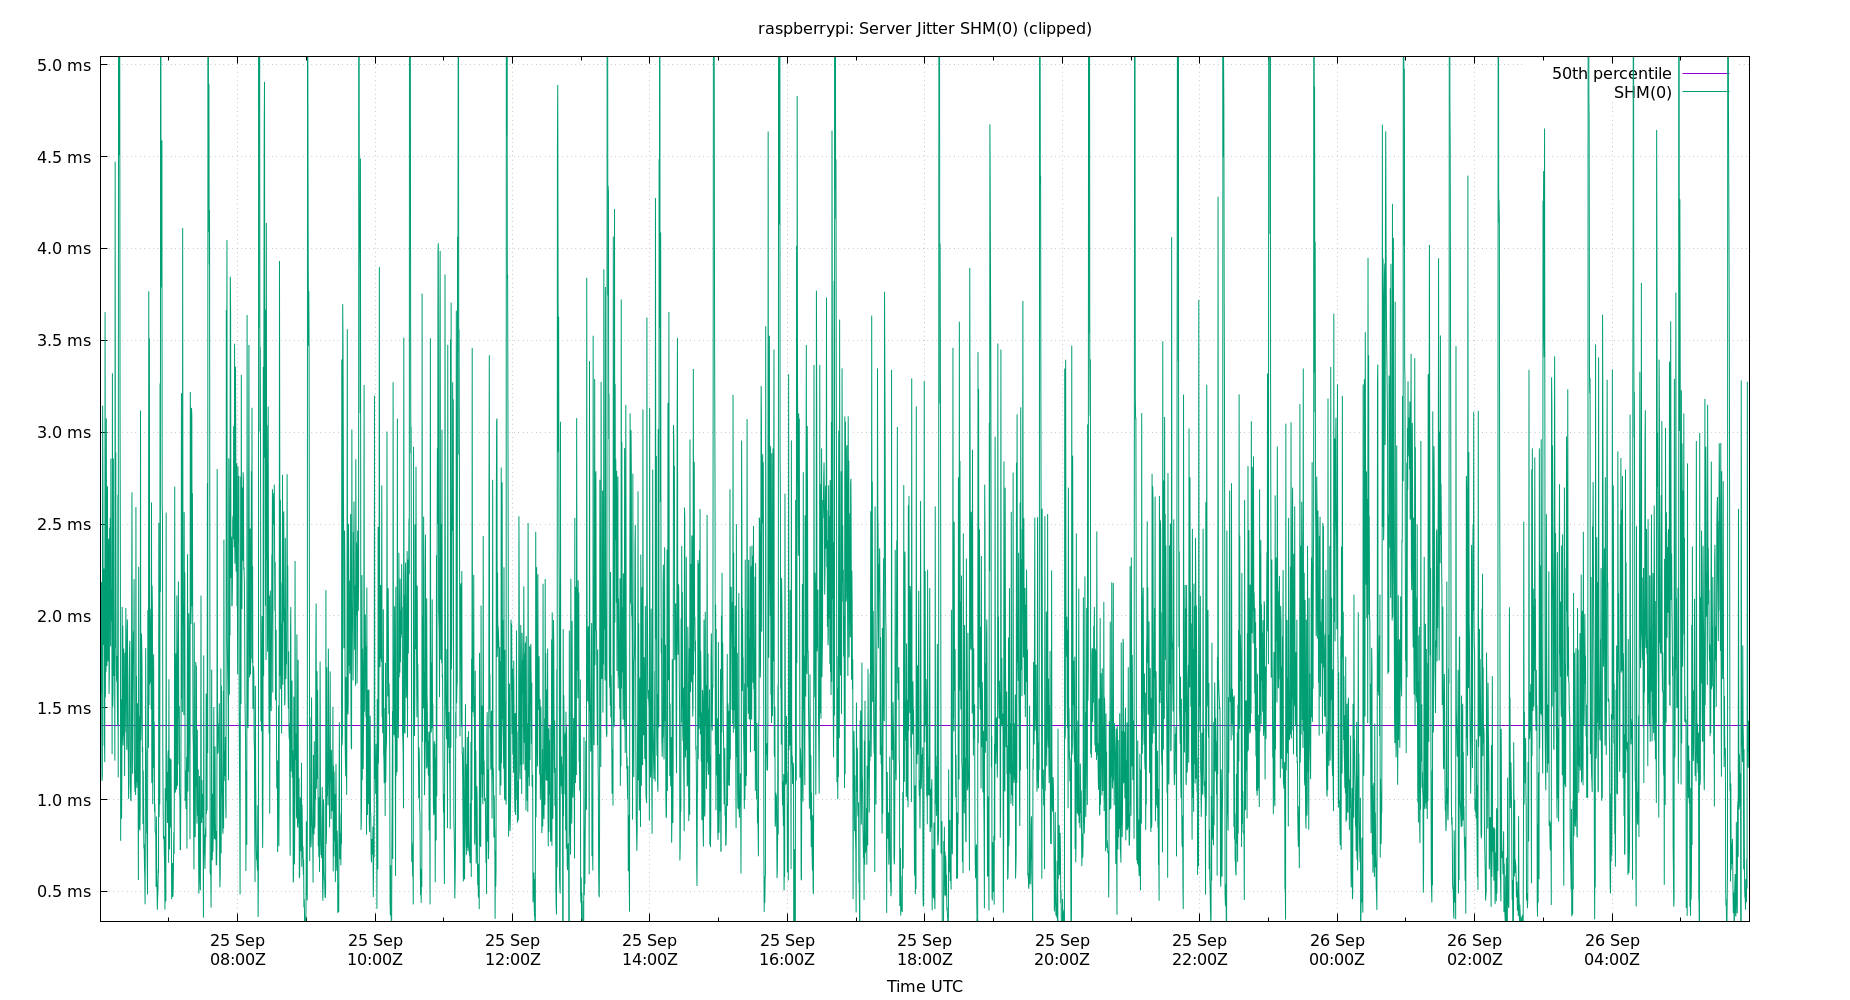 raspberrypi: Server Jitter SHM(0) (clipped)
5.0 ms
4.5 ms
4.0 ms
3.5 ms
3.0 ms
2.5 ms
2.0 ms
1.5 ms
1.0 ms
0.5 ms
50th percentile
SHM(0)
25 Sep
08:00Z
25 Sep
10:00Z
25 Sep
12:00Z
25 Sep
14:00Z
25 Sep
16:00Z
25 Sep
18:00Z
25 Sep
20:00Z
25 Sep
22:00Z
26 Sep
00:00Z
26 Sep
02:00Z
26 Sep
04:00Z
Time UTC